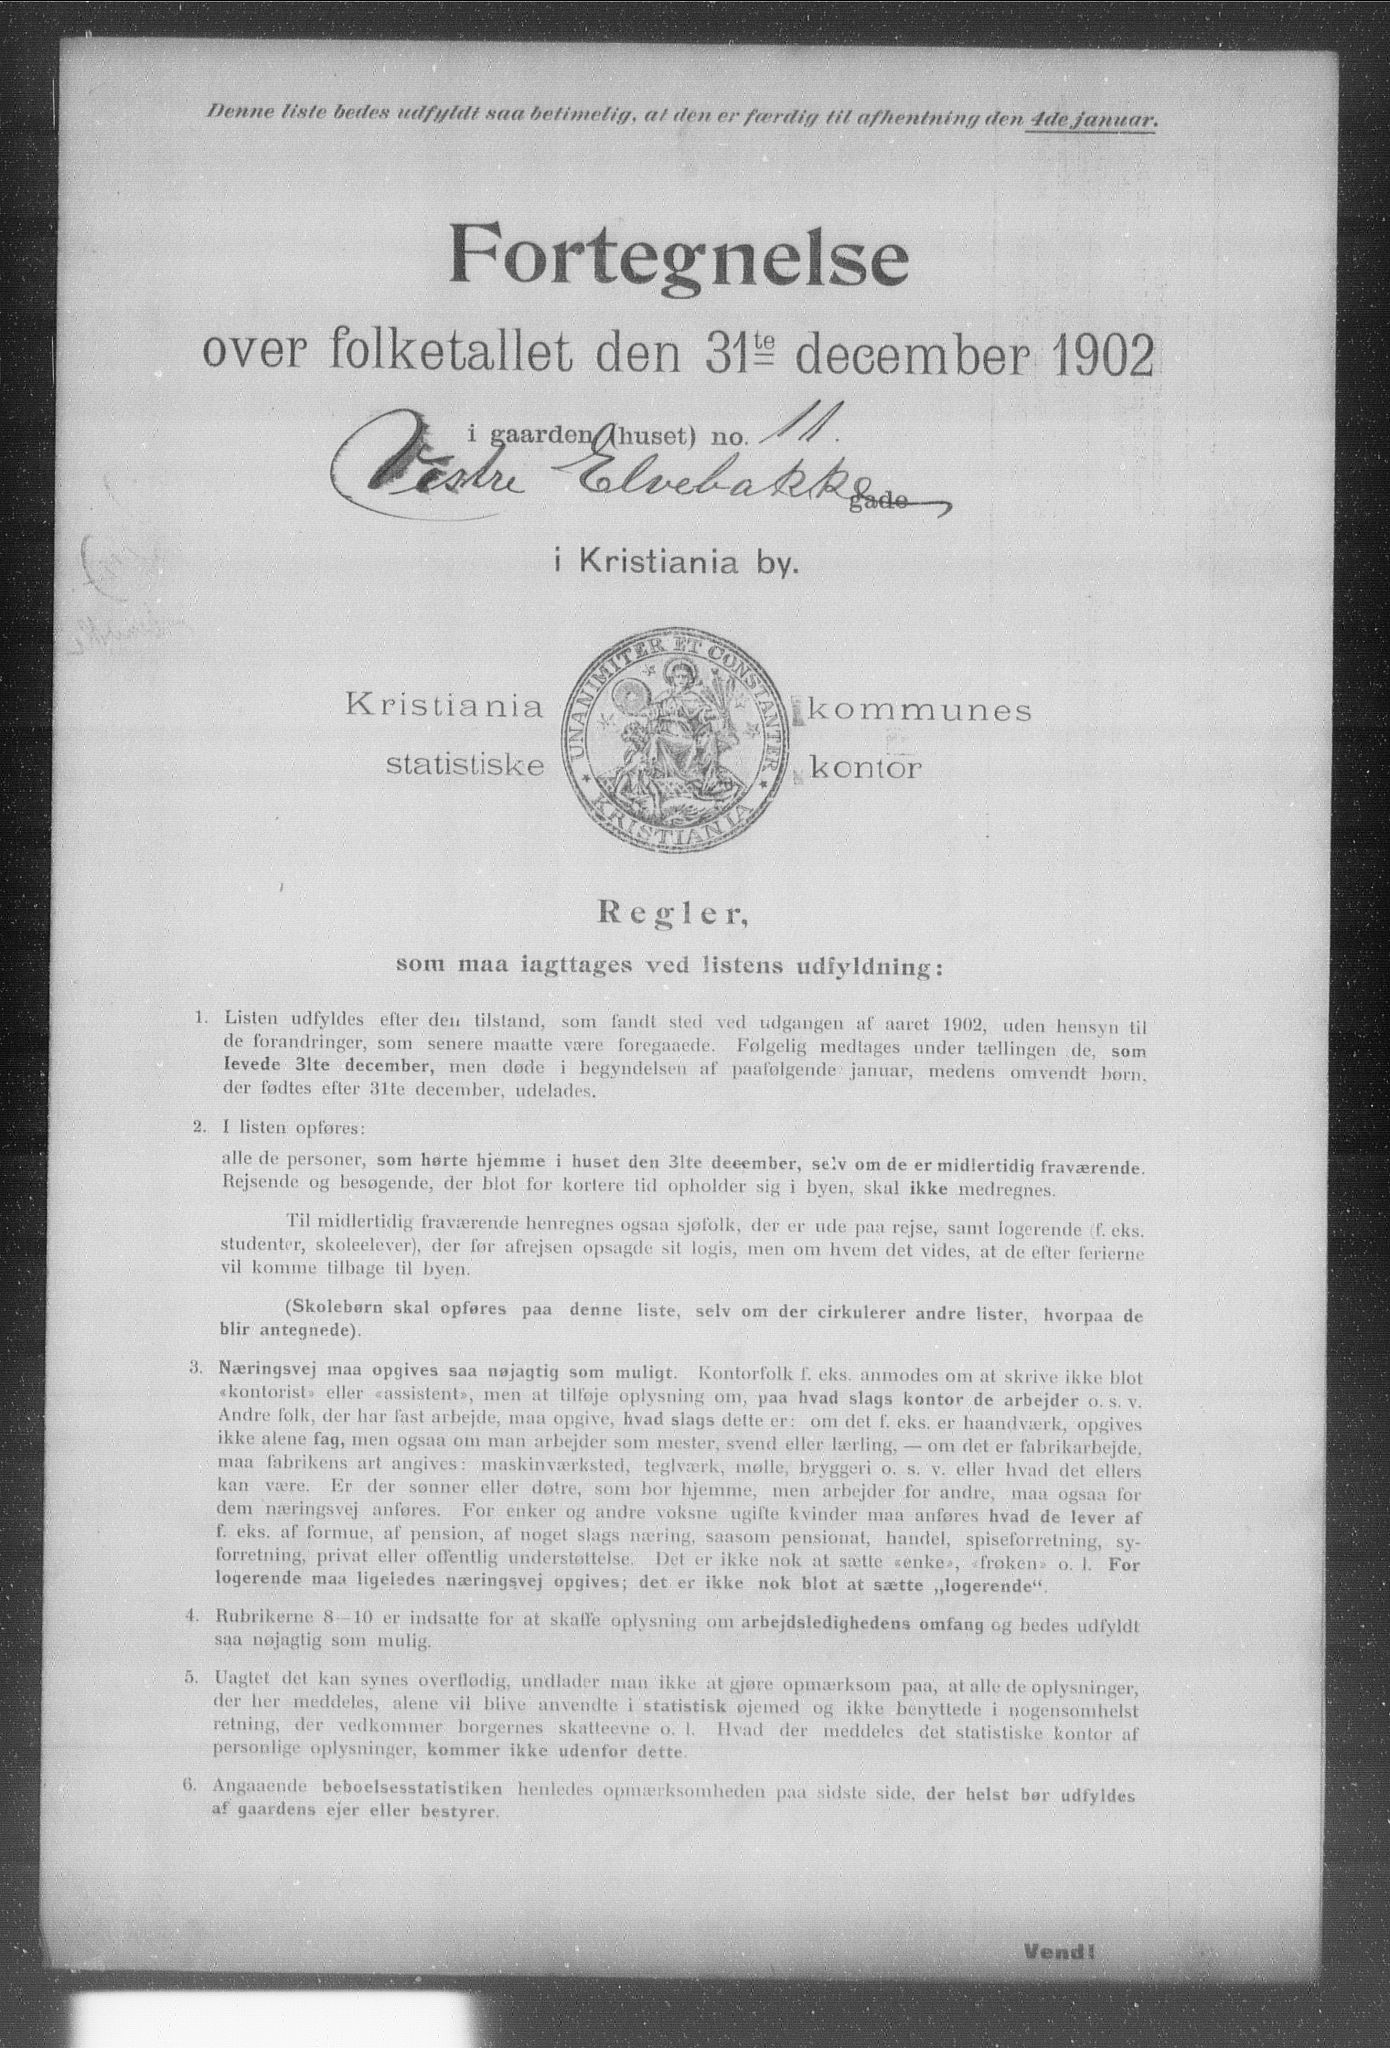 Denne liste bedes udfyldt saa betimelig, at den er færdig til afhentning den 4de januar.
Fortegnelse
over folketallet den 31te december 1902
i gaarden (huset) no. 11.
Vestre Elvebakke gade
i Kristiania by.
Kristiania kommunes
statistiske kontor
UNANIMITER ET CONSTANTER
KRISTIANIA
Regler,
som maa iagttages ved listens udfyldning:
1. Listen udfyldes efter den tilstand, som fandt sted ved udgangen af aaret 1902, uden hensyn til
de forandringer, som senere maatte være foregaaede. Følgelig medtages under tællingen de, som
levede 31te december, men døde i begyndelsen af paafølgende januar, medens omvendt børn,
der fødtes efter 31te december, udelades.
2. I listen opføres:
alle de personer, som hørte hjemme i huset den 31te december, selv om de er midlertidig fraværende.
Rejsende og besøgende, der blot for kortere tid opholder sig i byen, skal ikke medregnes.
Til midlertidig fraværende henregnes ogsaa sjøfolk, der er ude paa rejse, samt logerende (f. eks.
studenter, skoleelever), der før afrejsen opsagde sit logis, men om hvem det vides, at de efter ferierne
vil komme tilbage til byen.
(Skolebørn skal opføres paa denne liste, selv om der cirkulerer andre lister, hvorpaa de
blir antegnede).
3. Næringsvej maa opgives saa nøjagtig som muligt. Kontorfolk f. eks. anmodes om at skrive ikke blot
«kontorist» eller «assistent», men at tilføje oplysning om, paa hvad slags kontor de arbejder o. s. v.
Andre folk, der har fast arbejde, maa opgive, hvad slags dette er: om det f. eks. er haandværk, opgives
ikke alene fag, men ogsaa om man arbejder som mester, svend eller lærling, — om det er fabrikarbejde,
maa fabrikens art angives: maskinværksted, teglværk, mølle, bryggeri o. s. v. eller hvad det ellers
kan være. Er der sønner eller døtre, som bor hjemme, men arbejder for andre, maa ogsaa for
dem næringsvej anføres. For enker og andre voksne ugifte kvinder maa anføres hvad de lever af
f. eks. af formue, af pension, af noget slags næring, saasom pensionat, handel, spiseforretning, sy-
forretning, privat eller offentlig understøttelse. Det er ikke nok at sætte «enke», «frøken» o. l. For
logerende maa ligeledes næringsvej opgives; det er ikke nok blot at sætte „logerende“.
4. Rubrikerne 8—10 er indsatte for at skaffe oplysning om arbejdsledighedens omfang og bedes udfyldt
saa nøjagtig som mulig.
5. Uagtet det kan synes overflødig, undlader man ikke at gjøre opmærksom paa, at alle de oplysninger,
der her meddeles, alene vil blive anvendte i statistisk øjemed og ikke benyttede i nogensomhelst
retning, der vedkommer borgernes skatteevne o. l. Hvad der meddeles det statistiske kontor af
personlige oplysninger, kommer ikke udenfor dette.
6. Angaaende beboelsesstatistiken henledes opmærksomheden paa sidste side, der helst bør udfyldes
af gaardens ejer eller bestyrer.
Vend!